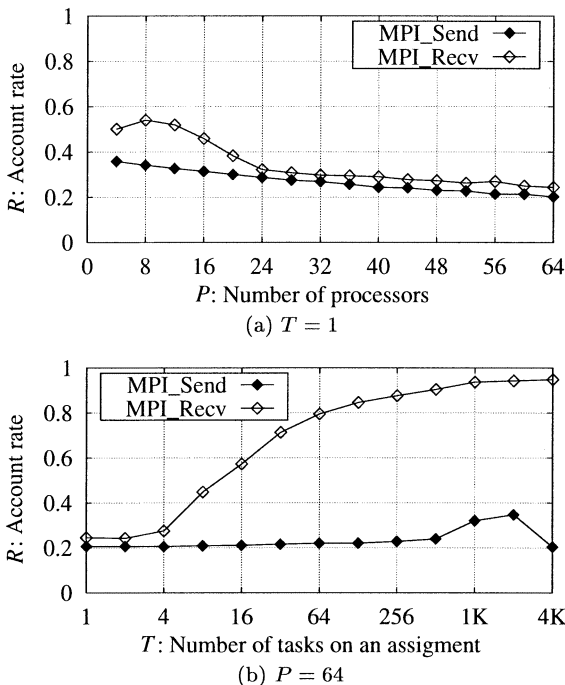 1
0.8
0.6
0.4
0.2
0
R: Account rate
MPI_Send
MPI_Recv
0 8 16 24 32 40 48 56 64
P: Number of processors
(a) T = 1
1
0.8
0.6
0.4
0.2
0
R: Account rate
MPI_Send
MPI_Recv
1 4 16 64 256 1K 4K
T: Number of tasks on an assigment
(b) P = 64